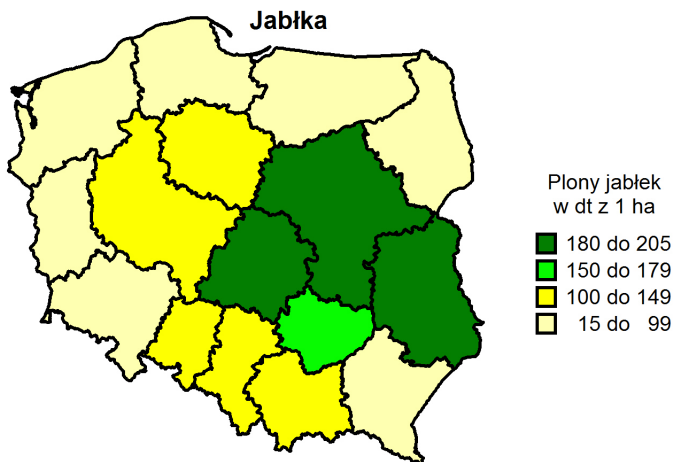 Jabłka
Plony jabłek
w dt z 1 ha
180 do 205
150 do 179
100 do 149
15 do 99